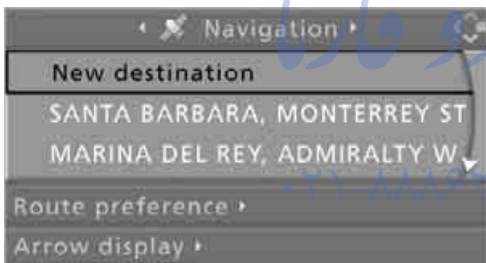 Navigation
New destination
SANTA BARBARA, MONTERREY ST
MARINA DEL REY, ADMIRALTY W
Route preference
Arrow display